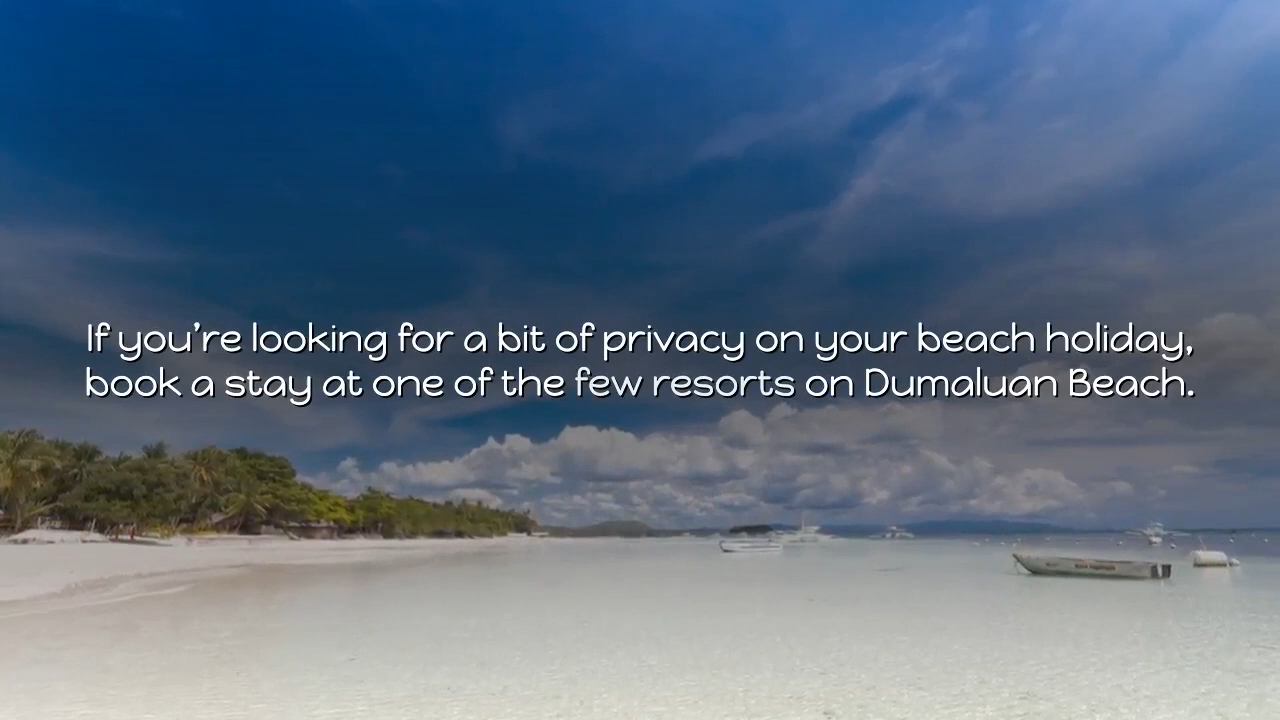 If you’re looking for a bit of privacy on your beach holiday,
book a stay at one of the few resorts on Dumaluan Beach.